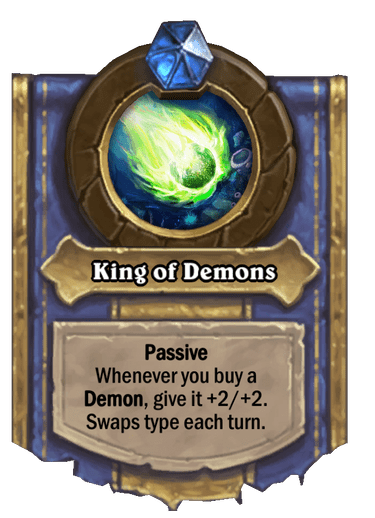 King of Demons
Passive
Whenever you buy a
Demon, give it +2/+2.
Swaps type each turn.